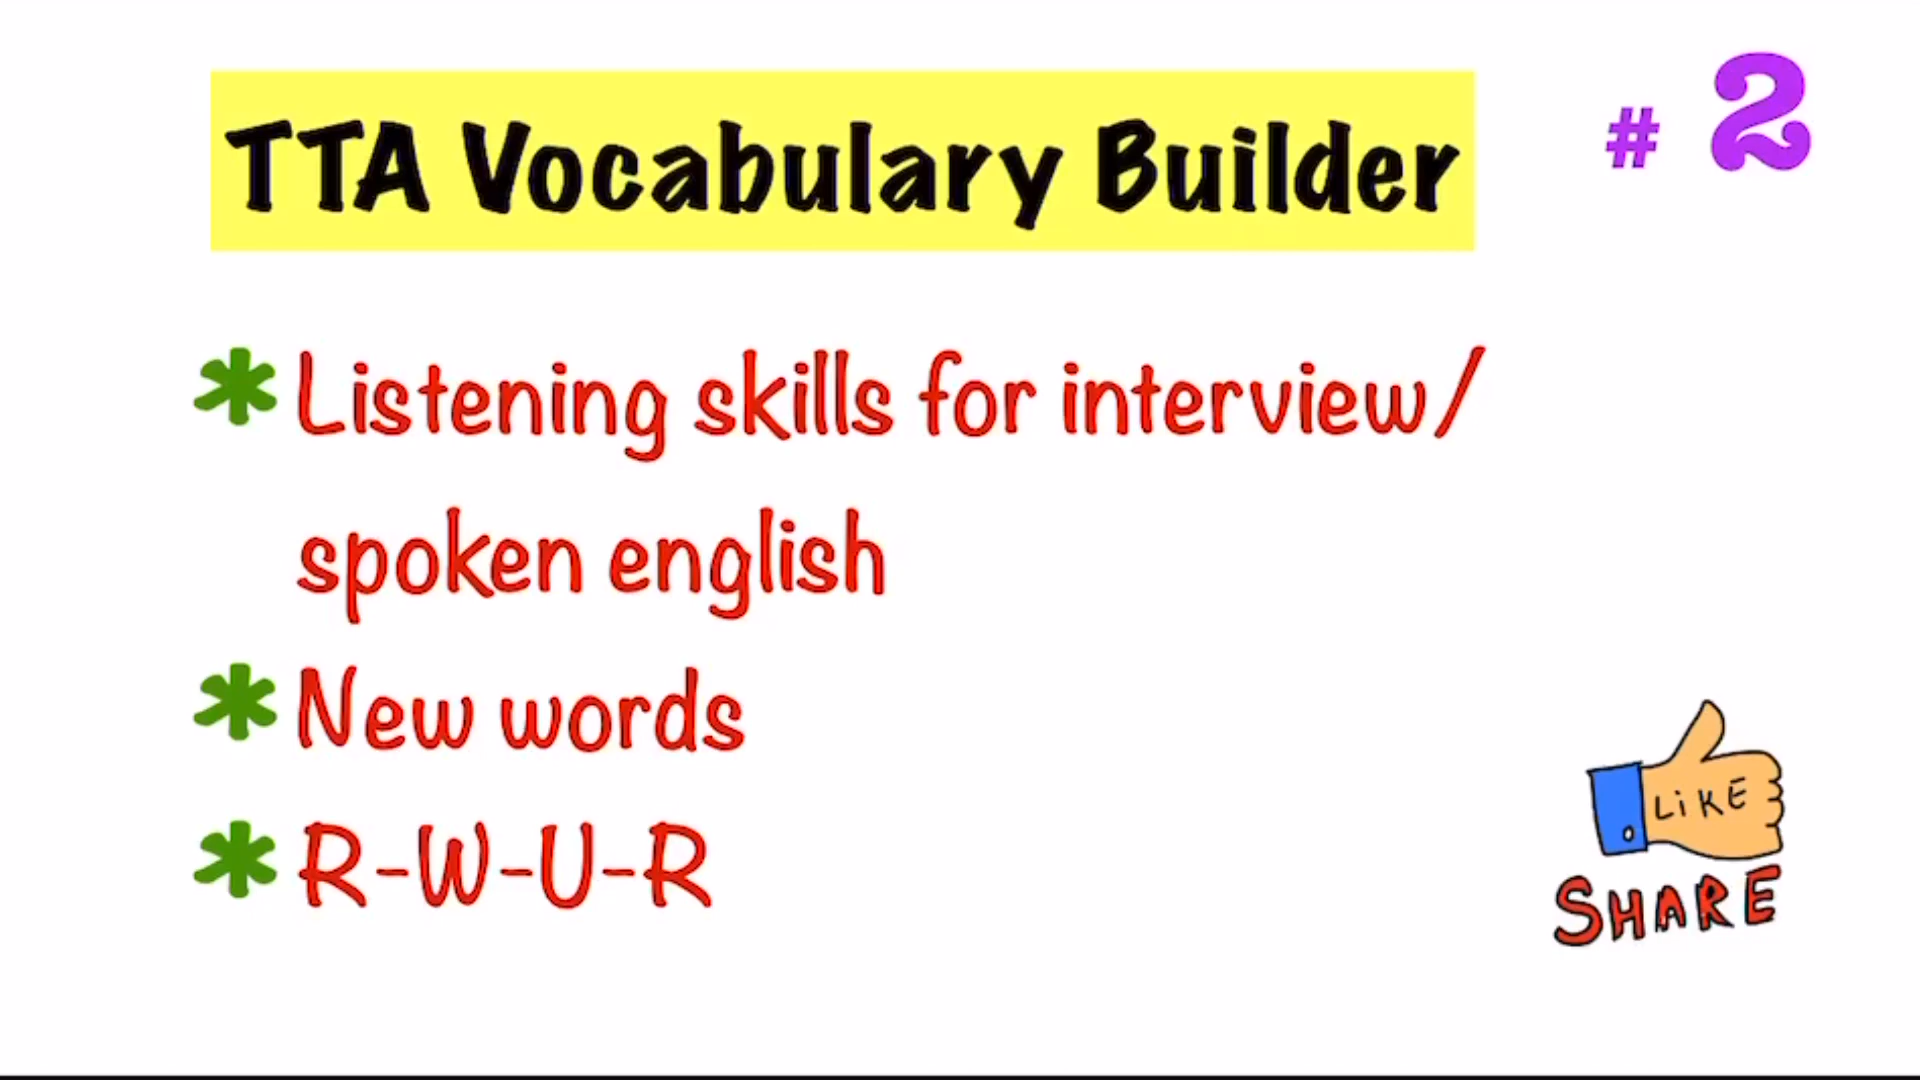 TTA Vocabulary Builder
# 2
* Listening skills for interview/
spoken english
* New words
* R-W-U-R
LiKE
SHARE